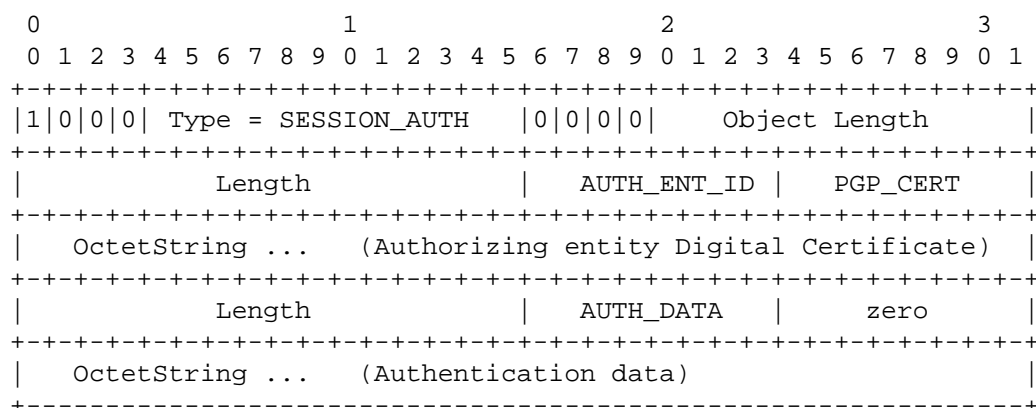 0                   1                   2                   3
 0 1 2 3 4 5 6 7 8 9 0 1 2 3 4 5 6 7 8 9 0 1 2 3 4 5 6 7 8 9 0 1
+-+-+-+-+-+-+-+-+-+-+-+-+-+-+-+-+-+-+-+-+-+-+-+-+-+-+-+-+-+-+-+-+
|1|0|0|0| Type = SESSION_AUTH   |0|0|0|0|    Object Length      |
+-+-+-+-+-+-+-+-+-+-+-+-+-+-+-+-+-+-+-+-+-+-+-+-+-+-+-+-+-+-+-+-+
|            Length             |   AUTH_ENT_ID |   PGP_CERT    |
+-+-+-+-+-+-+-+-+-+-+-+-+-+-+-+-+-+-+-+-+-+-+-+-+-+-+-+-+-+-+-+-+
|   OctetString ...   (Authorizing entity Digital Certificate)  |
+-+-+-+-+-+-+-+-+-+-+-+-+-+-+-+-+-+-+-+-+-+-+-+-+-+-+-+-+-+-+-+-+
|            Length             |   AUTH_DATA   |     zero      |
+-+-+-+-+-+-+-+-+-+-+-+-+-+-+-+-+-+-+-+-+-+-+-+-+-+-+-+-+-+-+-+-+
|   OctetString ...   (Authentication data)                     |
+---------------------------------------------------------------+